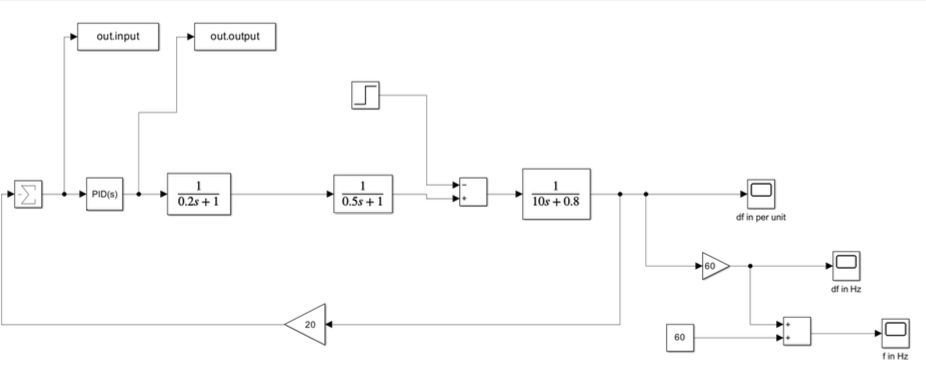 out.input
out.output
PID(s)
1
0.2s + 1
1
0.5s + 1
−
+
1
10s + 0.8
df in per unit
60
df in Hz
20
60
+
+
f in Hz